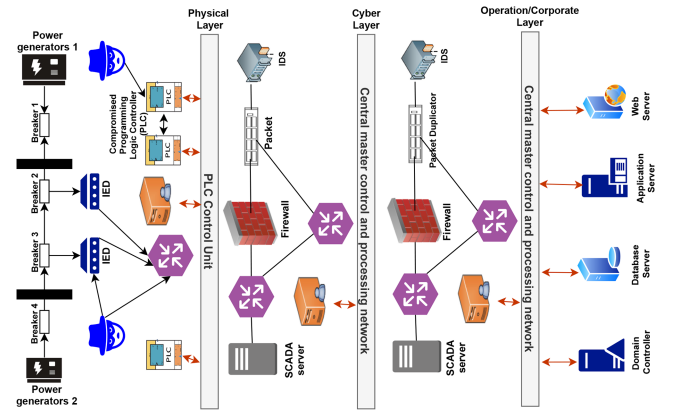 Physical
Layer
Cyber
Layer
Operation/Corporate
Layer
Power
generators 1
Breaker 1
Breaker 2
Breaker 3
Breaker 4
Power
generators 2
IED
IED
Compromised
Programming
Logic Controller
(PLC)
PLC
PLC
PLC
PLC Control Unit
IDS
Packet
Firewall
SCADA
server
Central master control and processing network
IDS
Packet Duplicator
Firewall
SCADA
server
Central master control and processing network
Web
Server
Application
Server
Database
Server
Domain
Controller